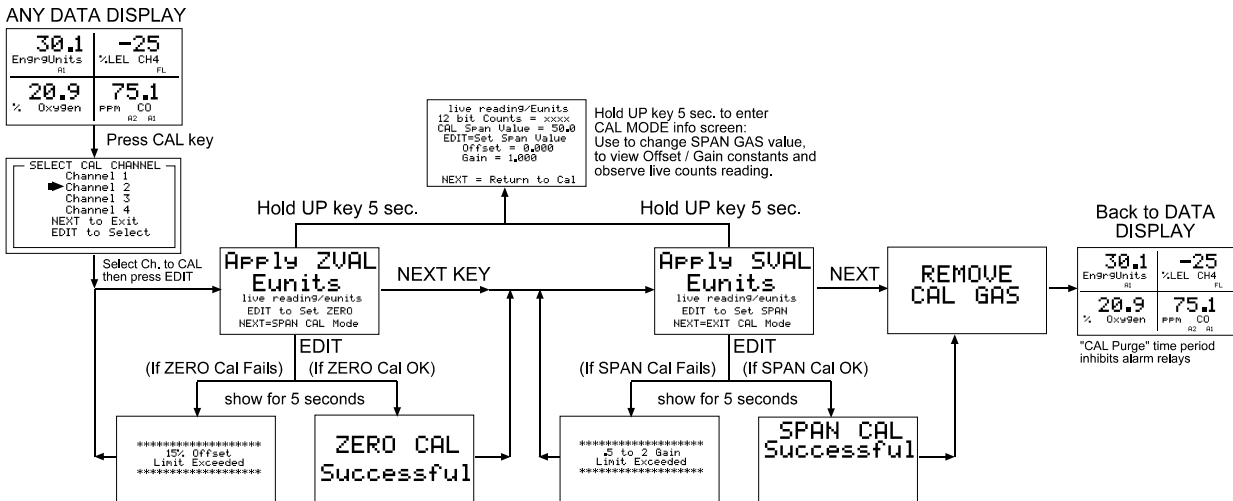 ANY DATA DISPLAY
30.1
EngrgUnits
A1
-25
%LEL CH4
FL
20.9
% Oxygen
75.1
PPM CO
A2 A1
Press CAL key
SELECT CAL CHANNEL
Channel 1
Channel 2
Channel 3
Channel 4
NEXT to Exit
EDIT to Select
Select Ch. to CAL
then press EDIT
live reading/Eunits
12 bit Counts = xxxx
CAL Span Value = 50.0
EDIT=Set Span Value
Offset = 0.000
Gain = 1.000
NEXT = Return to Cal
Hold UP key 5 sec. to enter
CAL MODE info screen:
Use to change SPAN GAS value,
to view Offset / Gain constants and
observe live counts reading.
Hold UP key 5 sec.
Hold UP key 5 sec.
Apply ZVAL
Eunits
live reading/eunits
EDIT to Set ZERO
NEXT=SPAN CAL Mode
NEXT KEY
Apply SVAL
Eunits
live reading/eunits
EDIT to Set SPAN
NEXT=EXIT CAL Mode
NEXT
REMOVE
CAL GAS
Back to DATA
DISPLAY
30.1
EngrgUnits
A1
-25
%LEL CH4
FL
20.9
% Oxygen
75.1
PPM CO
A2 A1
"CAL Purge" time period
inhibits alarm relays
EDIT
(If ZERO Cal Fails)
(If ZERO Cal OK)
show for 5 seconds
*******************
15% Offset
Limit Exceeded
*******************
ZERO CAL
Successful
EDIT
(If SPAN Cal Fails)
(If SPAN Cal OK)
show for 5 seconds
*******************
.5 to 2 Gain
Limit Exceeded
*******************
SPAN CAL
Successful